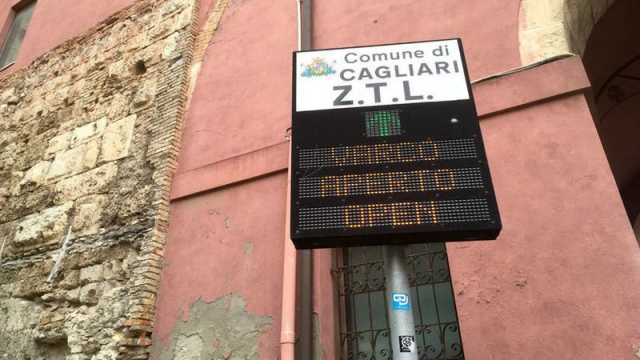 Comune di
CAGLIARI
Z.T.L.
VARCO
APERTO
OPEN